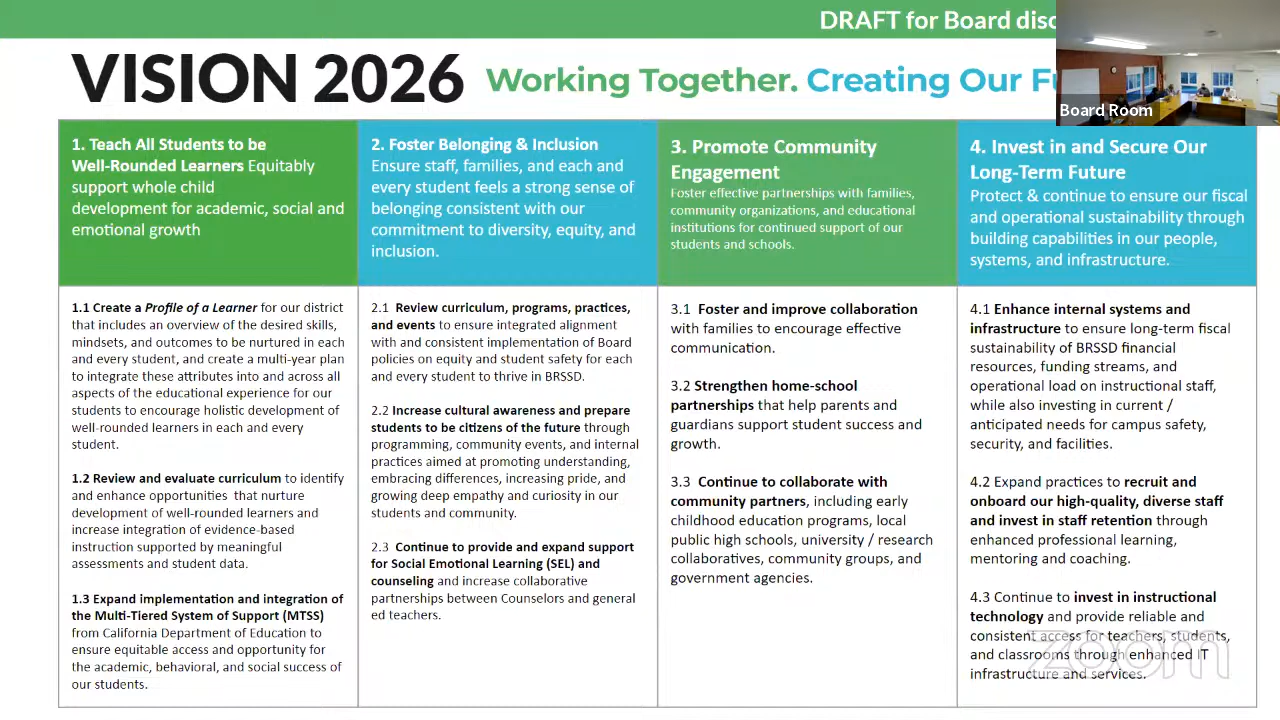 DRAFT for Board
VISION 2026 Working Together. Creating Our
Board Room
1. Teach All Students to be
Well-Rounded Learners Equitably
support whole child
development for academic, social and
emotional growth
2. Foster Belonging & Inclusion
Ensure staff, families, and each and
every student feels a strong sense of
belonging consistent with our
commitment to diversity, equity, and
inclusion.
3. Promote Community
Engagement
Foster effective partnerships with families,
community organizations, and educational
institutions for continued support of our
students and schools.
4. Invest in and Secure Our
Long-Term Future
Protect & continue to ensure our fiscal
and operational sustainability through
building capabilities in our people,
systems, and infrastructure.
1.1 Create a Profile of a Learner for our district
that includes an overview of the desired skills,
mindsets, and outcomes to be nurtured in each
and every student, and create a multi-year plan
to integrate these attributes into and across all
aspects of the educational experience for our
students to encourage holistic development of
well-rounded learners in each and every
student.
1.2 Review and evaluate curriculum to identify
and enhance opportunities that nurture
development of well-rounded learners and
increase integration of evidence-based
instruction supported by meaningful
assessments and student data.
1.3 Expand implementation and integration of
the Multi-Tiered System of Support (MTSS)
from California Department of Education to
ensure equitable access and opportunity for
the academic, behavioral, and social success of
our students.
2.1 Review curriculum, programs, practices,
and events to ensure integrated alignment
with and consistent implementation of Board
policies on equity and student safety for each
and every student to thrive in BRSSD.
2.2 Increase cultural awareness and prepare
students to be citizens of the future through
programming, community events, and internal
practices aimed at promoting understanding,
embracing differences, increasing pride, and
growing deep empathy and curiosity in our
students and community.
2.3 Continue to provide and expand support
for Social Emotional Learning (SEL) and
counseling and increase collaborative
partnerships between Counselors and general
ed teachers.
3.1 Foster and improve collaboration
with families to encourage effective
communication.
3.2 Strengthen home-school
partnerships that help parents and
guardians support student success and
growth.
3.3 Continue to collaborate with
community partners, including early
childhood education programs, local
public high schools, university / research
collaboratives, community groups, and
government agencies.
4.1 Enhance internal systems and
infrastructure to ensure long-term fiscal
sustainability of BRSSD financial
resources, funding streams, and
operational load on instructional staff,
while also investing in current /
anticipated needs for campus safety,
security, and facilities.
4.2 Expand practices to recruit and
onboard our high-quality, diverse staff
and invest in staff retention through
enhanced professional learning,
mentoring and coaching.
4.3 Continue to invest in instructional
technology and provide reliable and
consistent access for teachers, students,
and classrooms through enhanced IT
infrastructure and services.
zoom